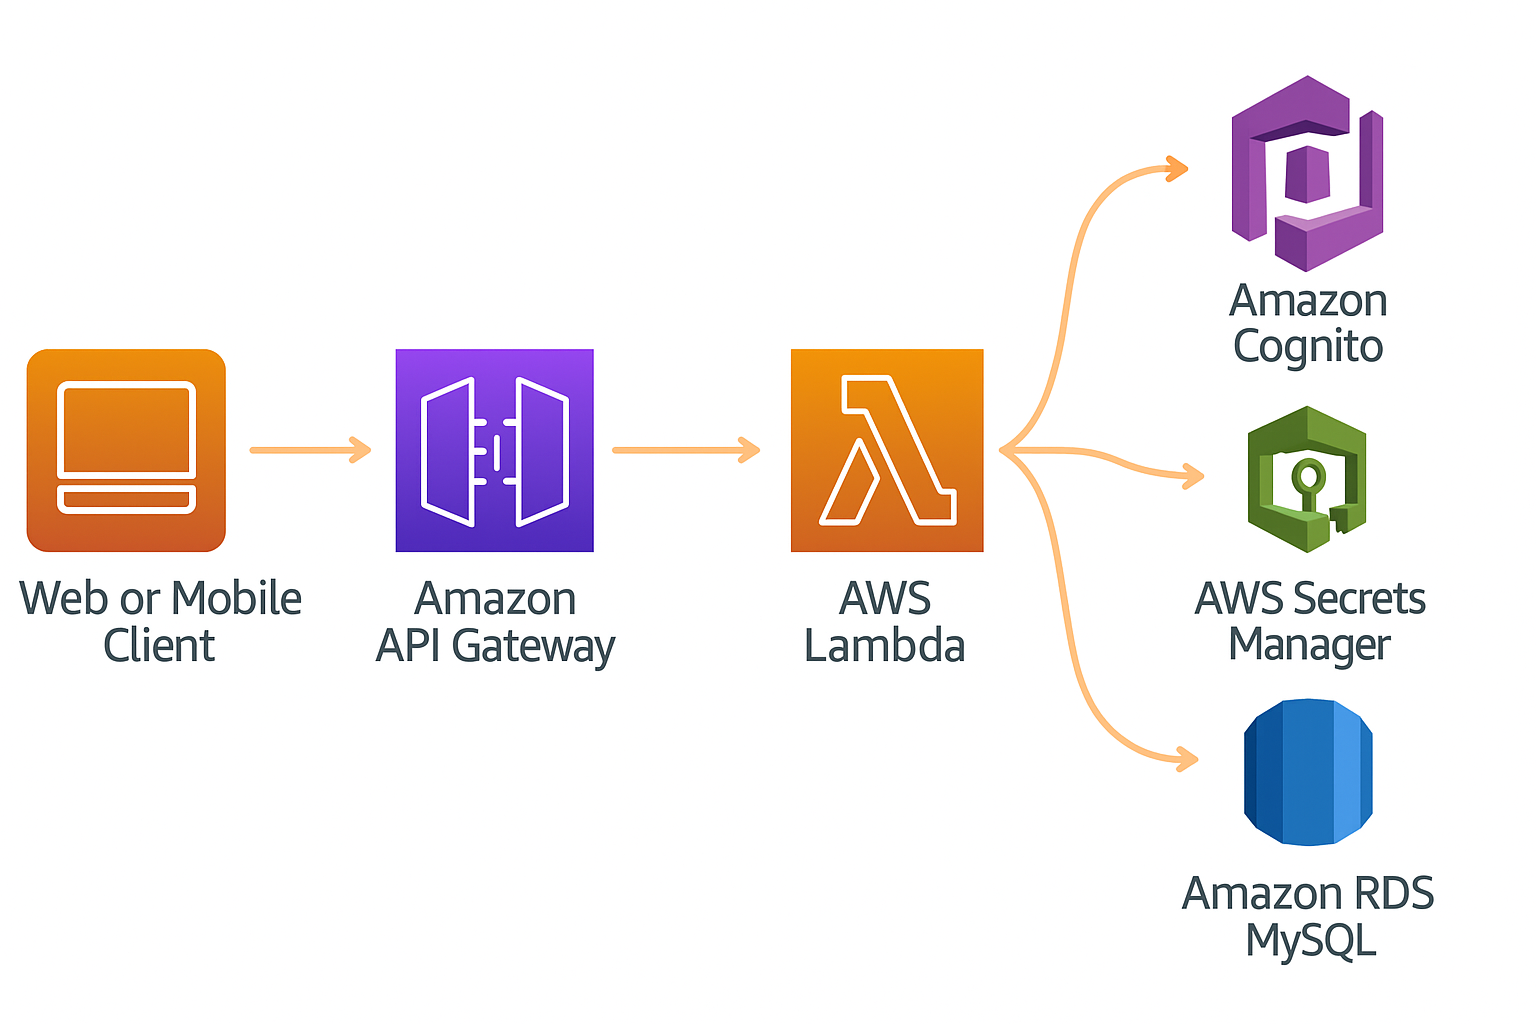 Web or Mobile
Client
Amazon
API Gateway
AWS
Lambda
Amazon
Cognito
AWS Secrets
Manager
Amazon RDS
MySQL